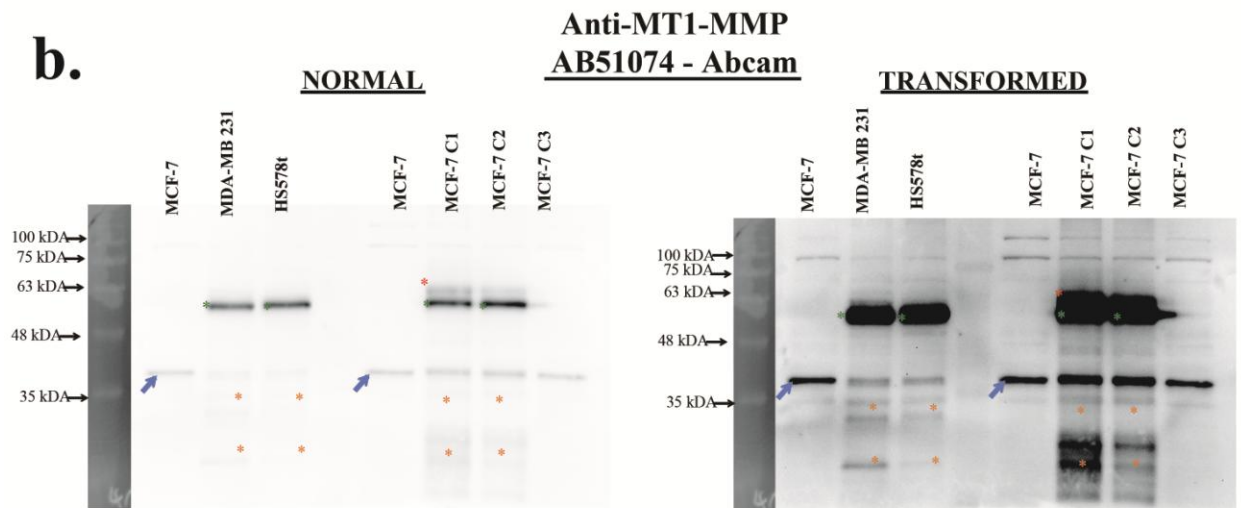 b.
Anti-MT1-MMP
AB51074 - Abcam
NORMAL
MCF-7
MDA-MB 231
HS578t
MCF-7
MCF-7 C1
MCF-7 C2
MCF-7 C3
100 kDA
75 kDA
63 kDA
48 kDA
35 kDA
* * * * * * * * * * * * *
TRANSFORMED
MCF-7
MDA-MB 231
HS578t
MCF-7
MCF-7 C1
MCF-7 C2
MCF-7 C3
100 kDA
75 kDA
63 kDA
48 kDA
35 kDA
* * * * * * * * * * * * *